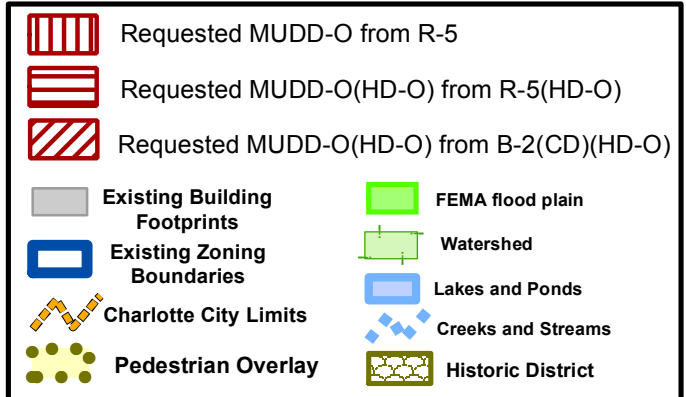 Requested MUDD-O from R-5
Requested MUDD-O(HD-O) from R-5(HD-O)
Requested MUDD-O(HD-O) from B-2(CD)(HD-O)
Existing Building
Footprints
Existing Zoning
Boundaries
Charlotte City Limits
Pedestrian Overlay
FEMA flood plain
Watershed
Lakes and Ponds
Creeks and Streams
Historic District